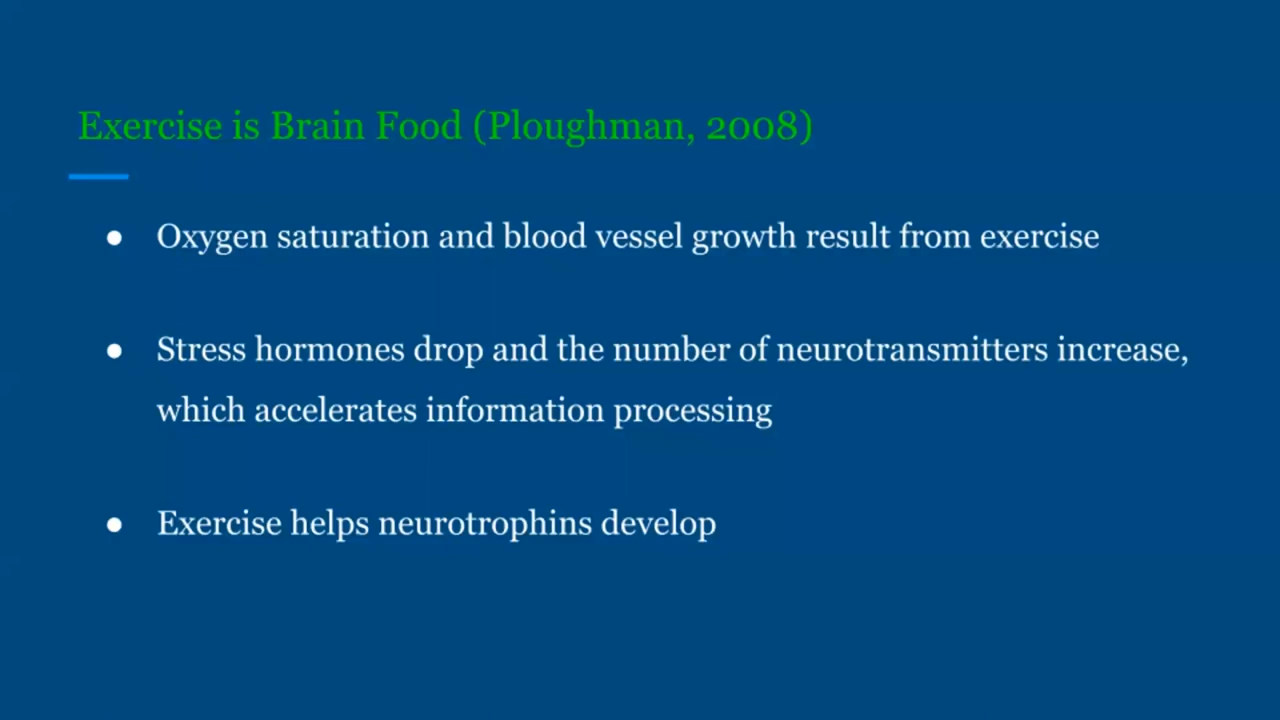 Exercise is Brain Food (Ploughman, 2008)
● Oxygen saturation and blood vessel growth result from exercise
● Stress hormones drop and the number of neurotransmitters increase,
which accelerates information processing
● Exercise helps neurotrophins develop